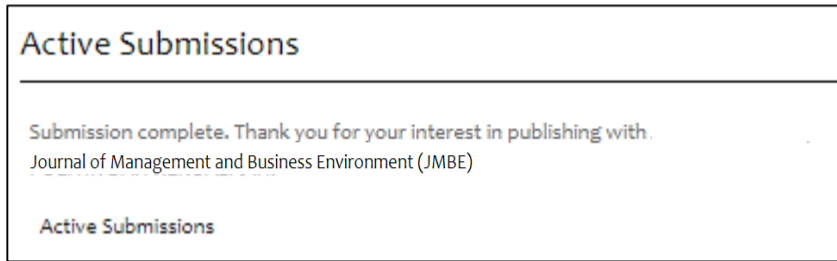 Active Submissions
Submission complete. Thank you for your interest in publishing with
Journal of Management and Business Environment (JMBE)
Active Submissions